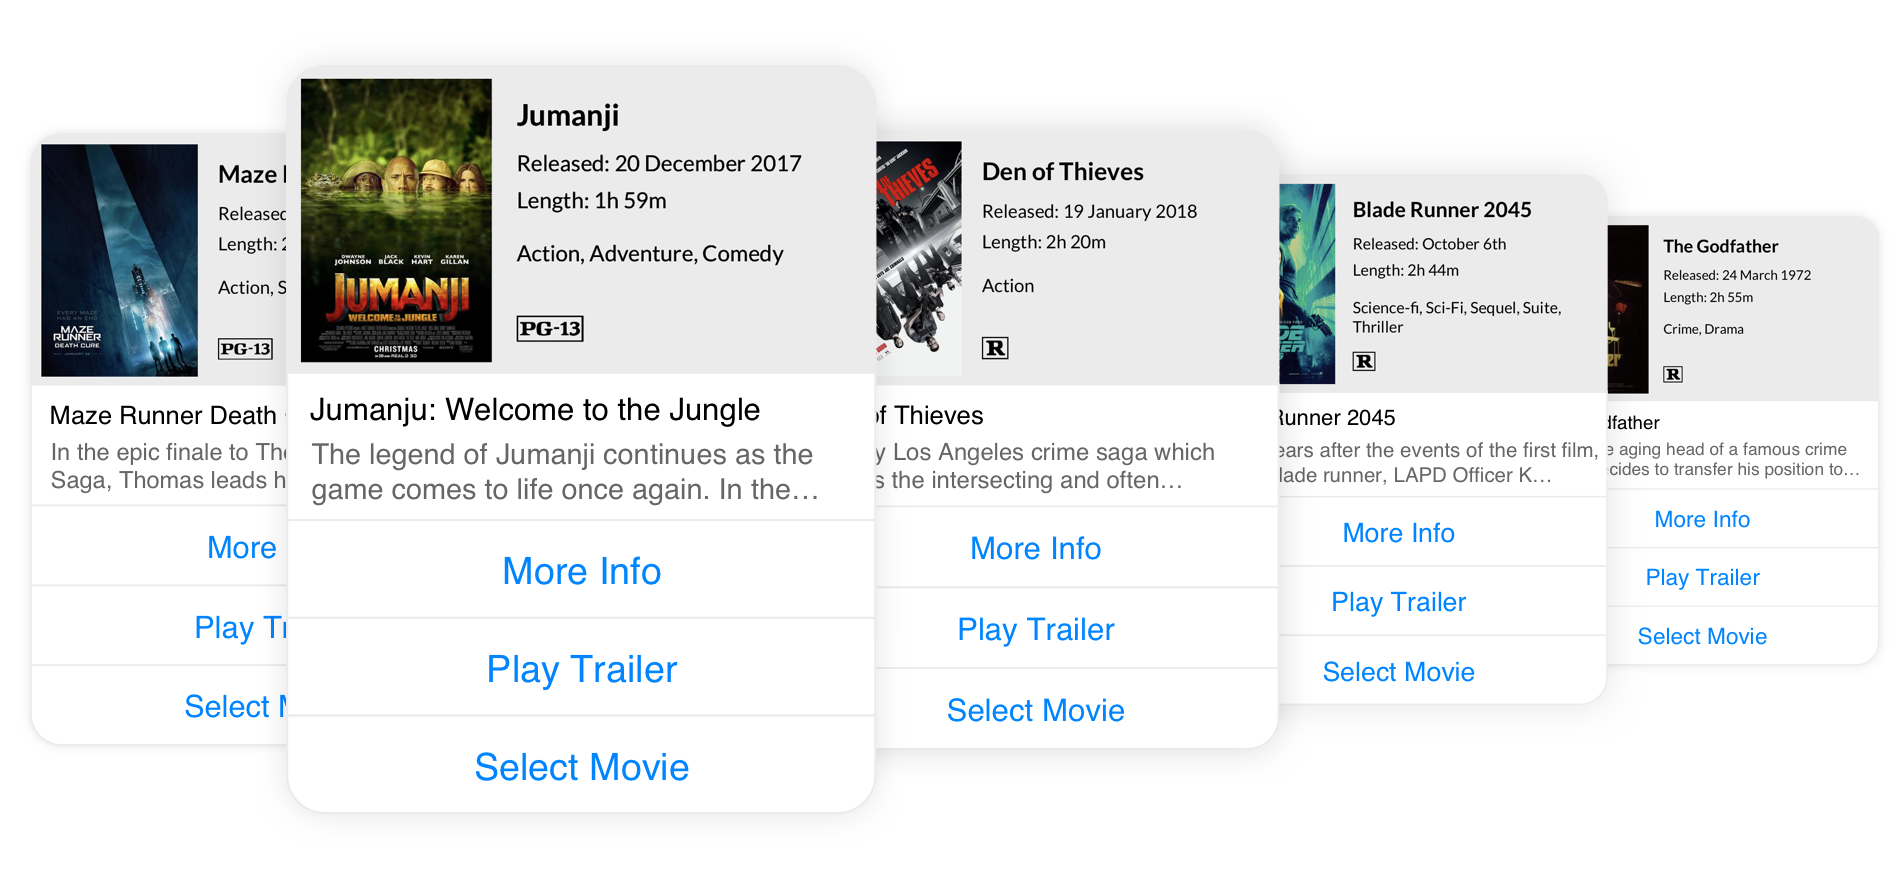 Maze
Released
Length: 2
Action, S
PG-13
EVERY MAZE
HAS AN END
MAZE
RUNNER
DEATH CURE
Maze Runner Death
In the epic finale to The
Saga, Thomas leads h
More
Play Tr
Select M
Jumanji
Released: 20 December 2017
Length: 1h 59m
Action, Adventure, Comedy
PG-13
DWAYNE JOHNSON JACK BLACK KEVIN HART KAREN GILLAN
JUMANJI
WELCOME TO THE JUNGLE
CHRISTMAS
Jumanju: Welcome to the Jungle
The legend of Jumanji continues as the
game comes to life once again. In the…
More Info
Play Trailer
Select Movie
Den of Thieves
Released: 19 January 2018
Length: 2h 20m
Action
R
OF
THIEVES
of Thieves
y Los Angeles crime saga which
s the intersecting and often…
More Info
Play Trailer
Select Movie
Blade Runner 2045
Released: October 6th
Length: 2h 44m
Science-fi, Sci-Fi, Sequel, Suite,
Thriller
R
Runner 2045
ears after the events of the first film,
lade runner, LAPD Officer K…
More Info
Play Trailer
Select Movie
The Godfather
Released: 24 March 1972
Length: 2h 55m
Crime, Drama
R
dfather
e aging head of a famous crime
cides to transfer his position to…
More Info
Play Trailer
Select Movie